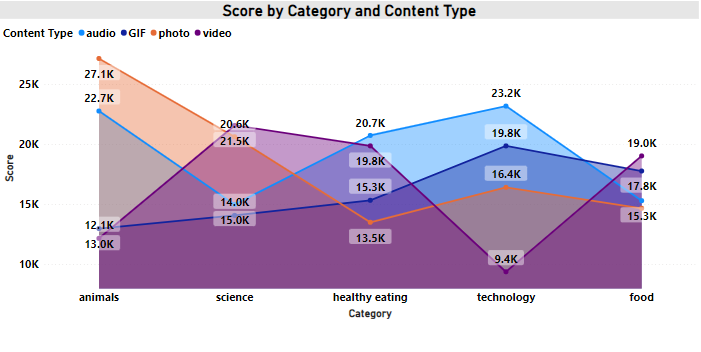 Score by Category and Content Type
Content Type audio GIF photo video
25K
20K
15K
10K
Score
27.1K
22.7K
12.1K
13.0K
20.6K
21.5K
14.0K
15.0K
20.7K
19.8K
15.3K
13.5K
23.2K
19.8K
16.4K
9.4K
19.0K
17.8K
15.3K
animals science healthy eating technology food
Category